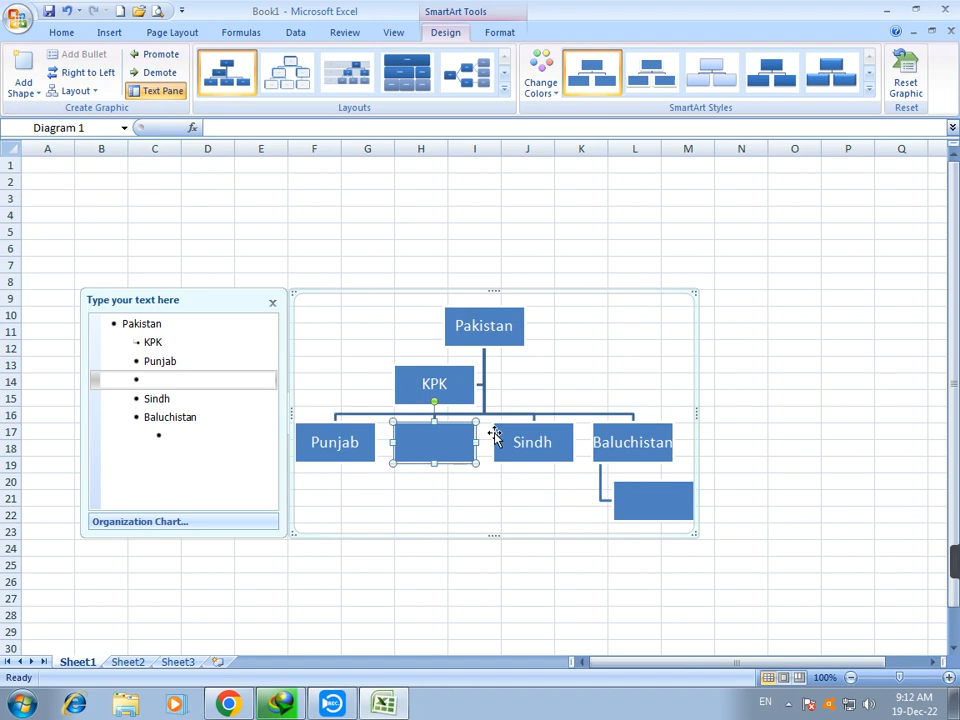 Book1 - Microsoft Excel
SmartArt Tools
Home Insert Page Layout Formulas Data Review View Design Format
Add Shape
Add Bullet
Right to Left
Layout
Promote
Demote
Text Pane
Create Graphic
Layouts
Change Colors
SmartArt Styles
Reset Graphic
Reset
Diagram 1
fx
A B C D E F G H I J K L M N O P Q
1
2
3
4
5
6
7
8
9
10
11
12
13
14
15
16
17
18
19
20
21
22
23
24
25
26
27
28
29
30
Type your text here
Pakistan
KPK
Punjab
Sindh
Baluchistan
Organization Chart...
Pakistan
KPK
Punjab Sindh Baluchistan
Sheet1 Sheet2 Sheet3
Ready
100%
REC
EN
9:12 AM
19-Dec-22